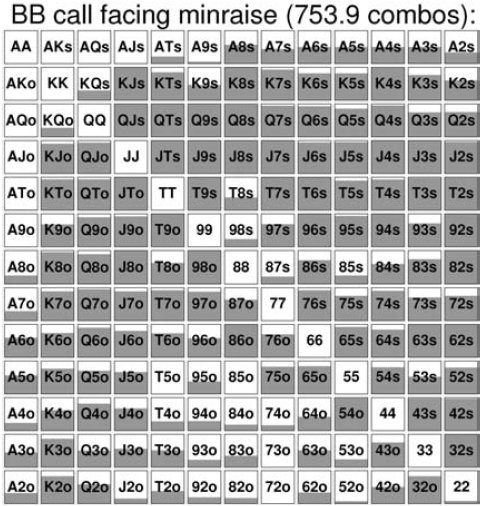 BB call facing minraise (753.9 combos):
AA AKs AQs AJs ATs A9s A8s A7s A6s A5s A4s A3s A2s
AKo KK KQs KJs KTs K9s K8s K7s K6s K5s K4s K3s K2s
AQo KQo QQ QJs QTs Q9s Q8s Q7s Q6s Q5s Q4s Q3s Q2s
AJo KJo QJo JJ JTs J9s J8s J7s J6s J5s J4s J3s J2s
ATo KTo QTo JTo TT T9s T8s T7s T6s T5s T4s T3s T2s
A9o K9o Q9o J9o T9o 99 98s 97s 96s 95s 94s 93s 92s
A8o K8o Q8o J8o T8o 98o 88 87s 86s 85s 84s 83s 82s
A7o K7o Q7o J7o T7o 97o 87o 77 76s 75s 74s 73s 72s
A6o K6o Q6o J6o T6o 96o 86o 76o 66 65s 64s 63s 62s
A5o K5o Q5o J5o T5o 95o 85o 75o 65o 55 54s 53s 52s
A4o K4o Q4o J4o T4o 94o 84o 74o 64o 54o 44 43s 42s
A3o K3o Q3o J3o T3o 93o 83o 73o 63o 53o 43o 33 32s
A2o K2o Q2o J2o T2o 92o 82o 72o 62o 52o 42o 32o 22